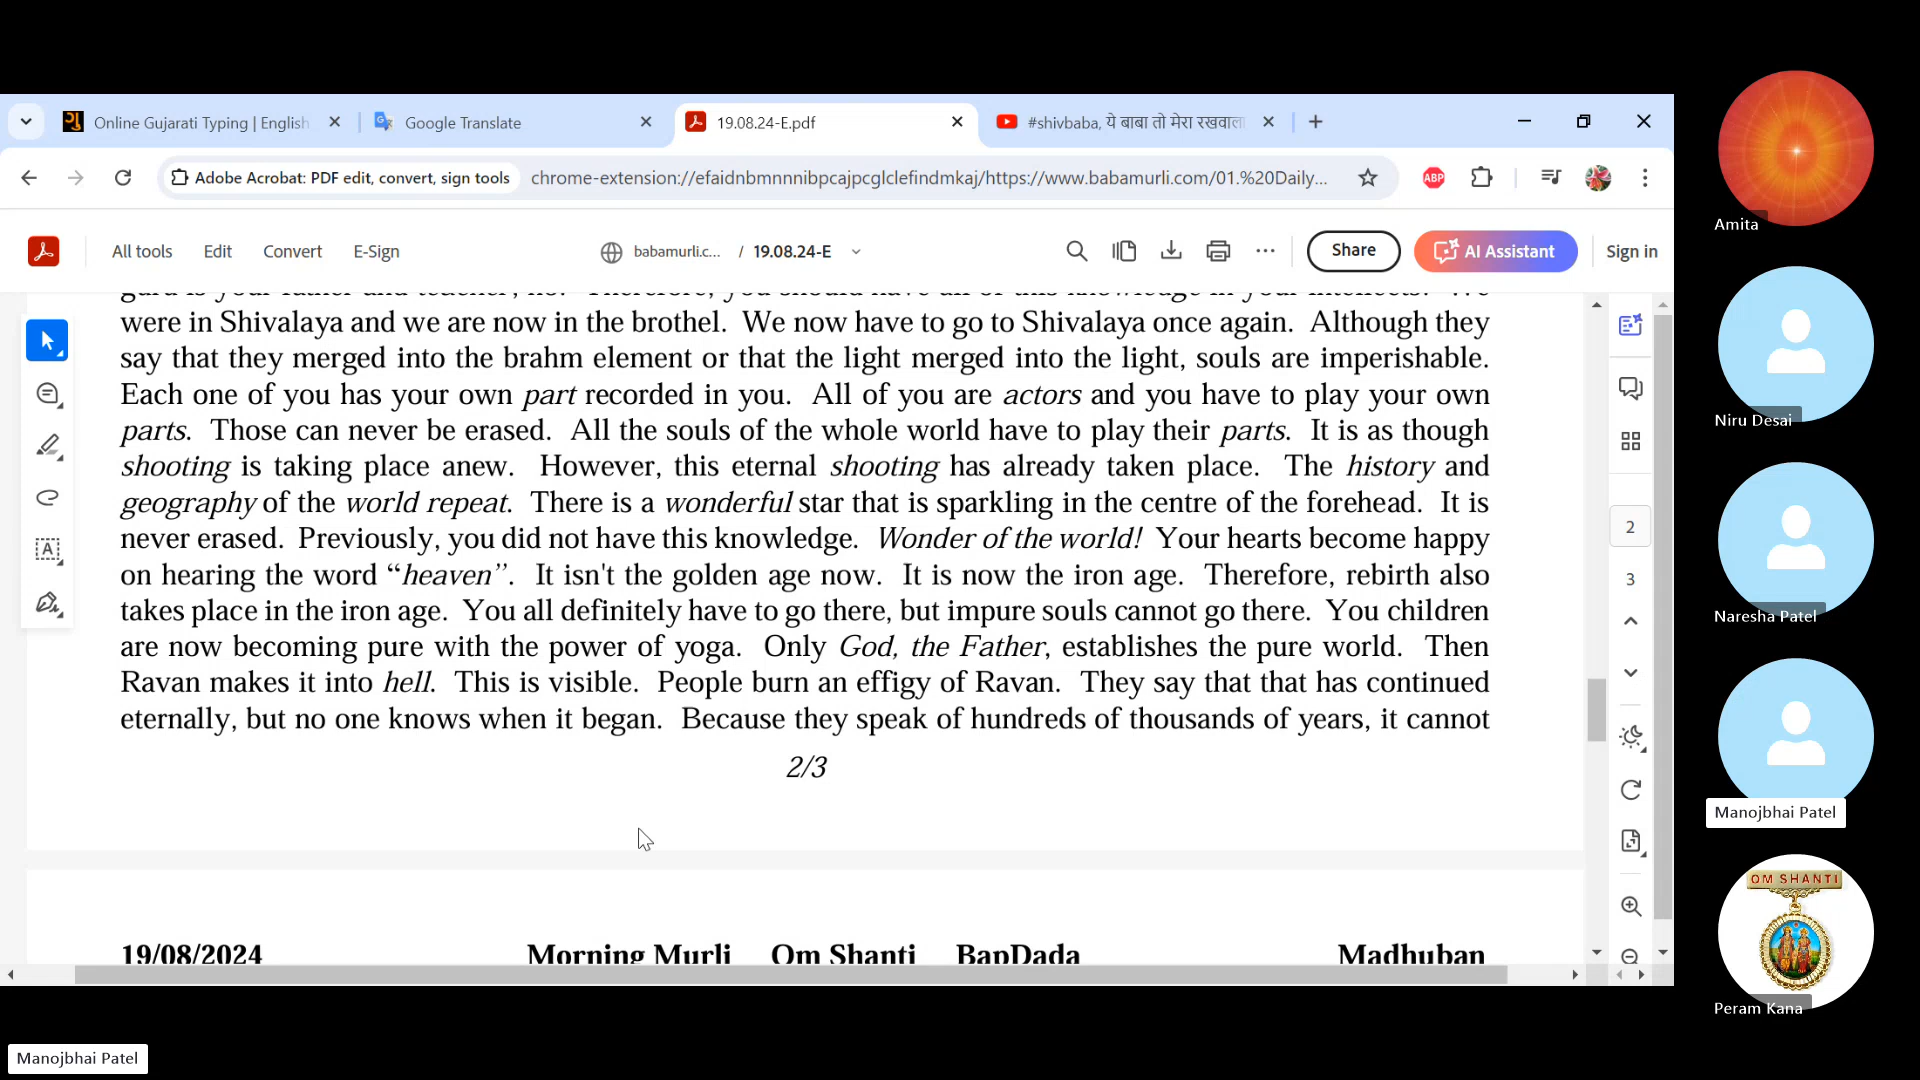 Online Gujarati Typing | English
Google Translate
19.08.24-E.pdf
#shivbaba, ये बाबा तो मेरा रखवाला
Adobe Acrobat: PDF edit, convert, sign tools
chrome-extension://efaidnbmnnnibpcajpcglclefindmkaj/https://www.babamurli.com/01.%20Daily...
ABP
All tools
Edit
Convert
E-Sign
babamurli.c... / 19.08.24-E
Share
AI Assistant
Sign in
were in Shivalaya and we are now in the brothel. We now have to go to Shivalaya once again. Although they
say that they merged into the brahm element or that the light merged into the light, souls are imperishable.
Each one of you has your own part recorded in you. All of you are actors and you have to play your own
parts. Those can never be erased. All the souls of the whole world have to play their parts. It is as though
shooting is taking place anew. However, this eternal shooting has already taken place. The history and
geography of the world repeat. There is a wonderful star that is sparkling in the centre of the forehead. It is
never erased. Previously, you did not have this knowledge. Wonder of the world! Your hearts become happy
on hearing the word “heaven”. It isn't the golden age now. It is now the iron age. Therefore, rebirth also
takes place in the iron age. You all definitely have to go there, but impure souls cannot go there. You children
are now becoming pure with the power of yoga. Only God, the Father, establishes the pure world. Then
Ravan makes it into hell. This is visible. People burn an effigy of Ravan. They say that that has continued
eternally, but no one knows when it began. Because they speak of hundreds of thousands of years, it cannot
2/3
19/08/2024 Morning Murli Om Shanti BapDada Madhuban
2
3
Amita
Niru Desai
Naresha Patel
Manojbhai Patel
OM SHANTI
Peram Kana
Manojbhai Patel